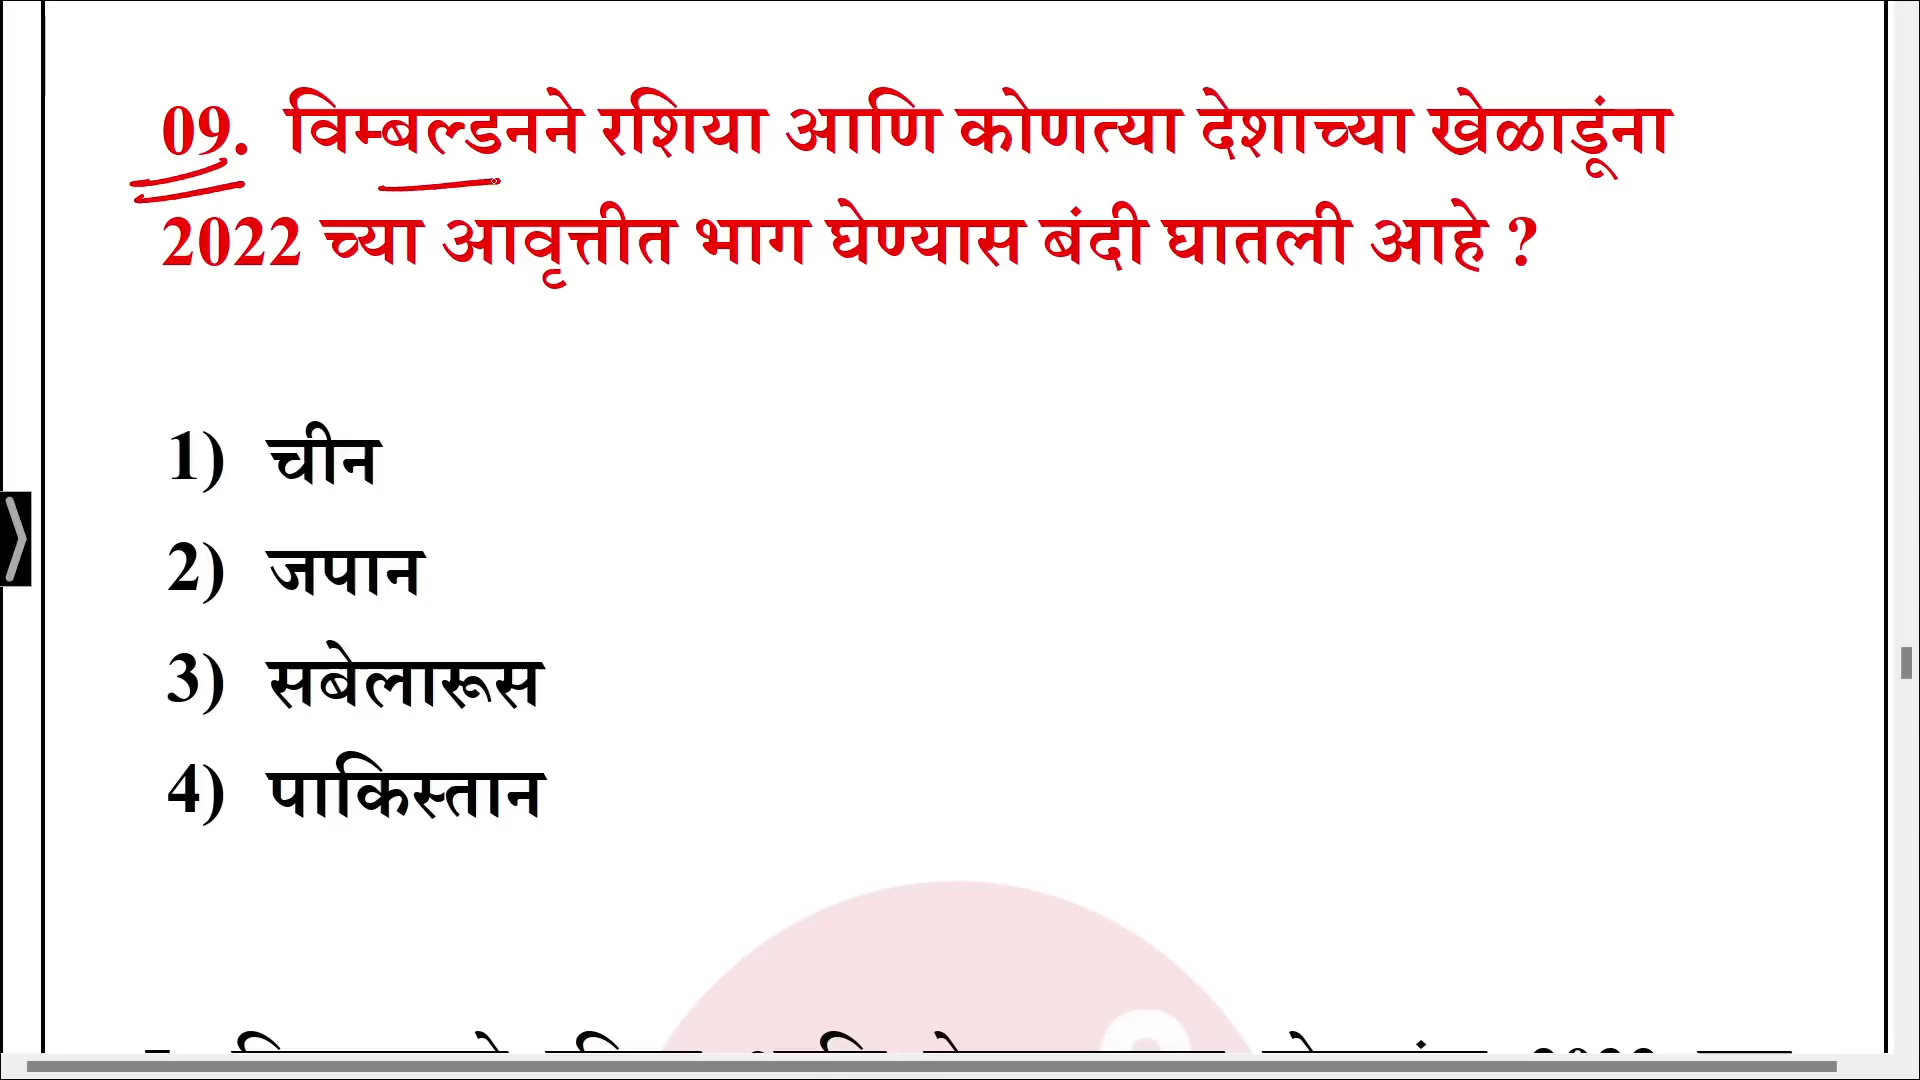 09. विम्बल्डनने रशिया आणि कोणत्या देशाच्या खेळाडूंना
2022 च्या आवृत्तीत भाग घेण्यास बंदी घातली आहे ?
1) चीन
2) जपान
3) सबेलारूस
4) पाकिस्तान